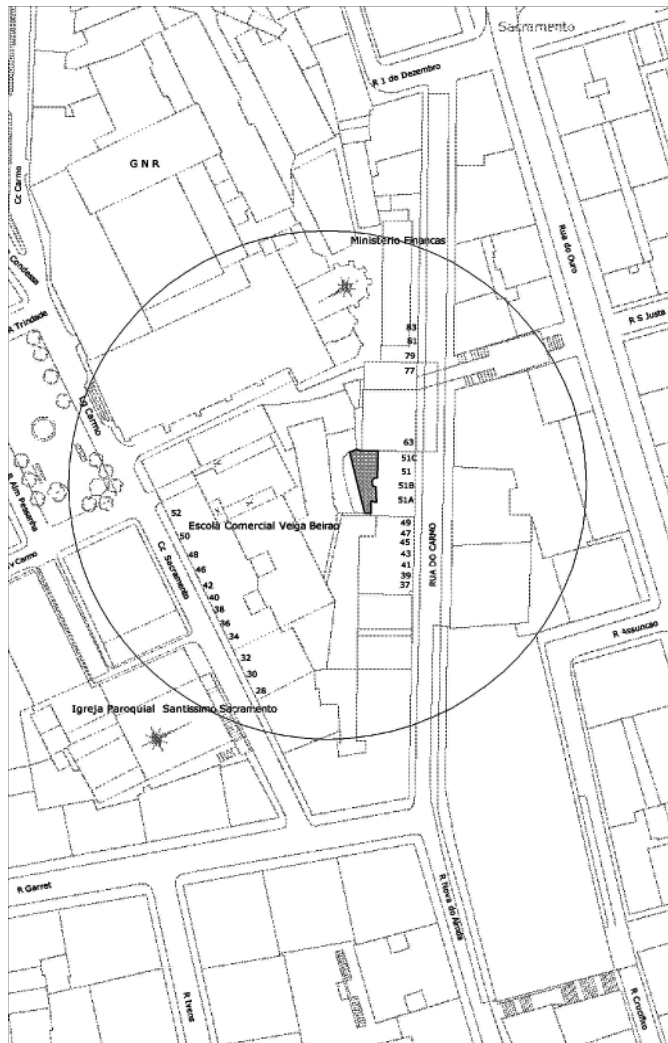 Sacramento
R 1 de Dezembro
G N R
Cc Carmo
Rua do Ouro
Ministerio Financas
Condessa
R Trindade
R S Justa
83
81
79
77
Lg Carmo
63
51C
51
51B
51A
R Alm Pessanha
52
Escola Comercial Veiga Beirao
49
47
45
43
41
39
37
RUA DO CARMO
50
48
46
42
40
38
36
34
32
30
28
Cc Sacramento
v Carmo
R Assuncao
Igreja Paroquial Santissimo Sacramento
R Garret
R Nova do Almada
R Ivens
R Crucifixo